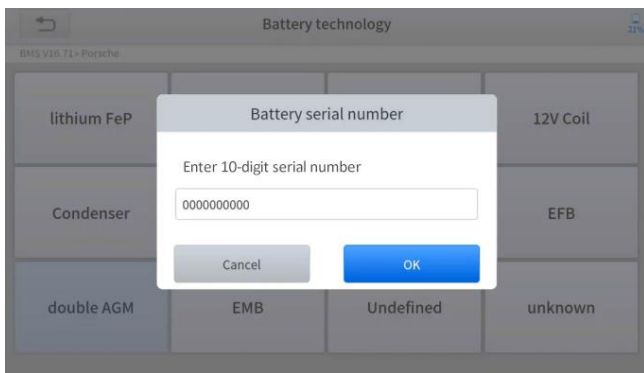 Battery technology
21%
BMS V16.71> Porsche
lithium FeP
12V Coil
Battery serial number
Enter 10-digit serial number
0000000000
Cancel
OK
Condenser
EFB
double AGM
EMB
Undefined
unknown